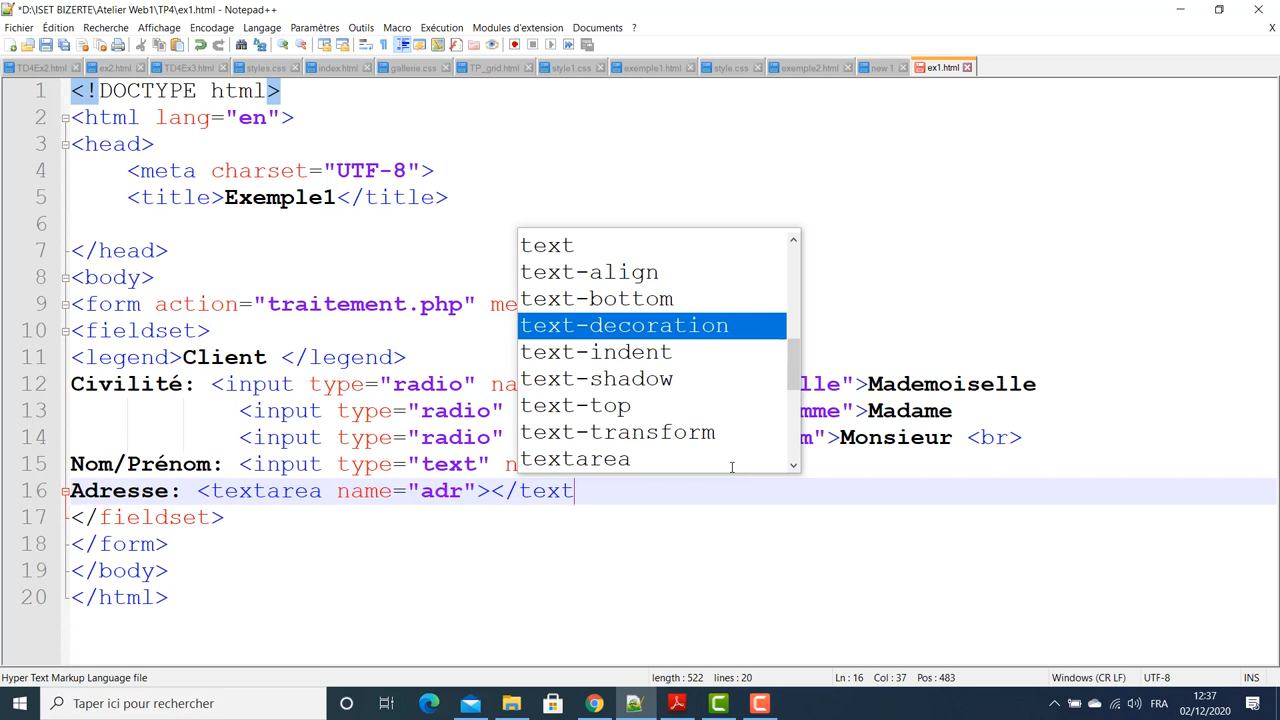 *D:\ISET BIZERTE\Atelier Web1\TP4\ex1.html - Notepad++
Fichier Édition Recherche Affichage Encodage Langage Paramètres Outils Macro Exécution Modules d'extension Documents ?
X
TD4Ex2.html ex2.html TD4Ex3.html styles.css index.html gallerie.css TP_grid.html style1.css exemple1.html style.css exemple2.html new 1 ex1.html
1 <!DOCTYPE html>
2 <html lang="en">
3 <head>
4 <meta charset="UTF-8">
5 <title>Exemple1</title>
6
7 </head>
8 <body>
9 <form action="traitement.php" me
10 <fieldset>
11 <legend>Client </legend>
12 Civilité: <input type="radio" na lle">Mademoiselle
13 <input type="radio" mme">Madame
14 <input type="radio" m">Monsieur <br>
15 Nom/Prénom: <input type="text" n
16 Adresse: <textarea name="adr"></text
17 </fieldset>
18 </form>
19 </body>
20 </html>
text
text-align
text-bottom
text-decoration
text-indent
text-shadow
text-top
text-transform
textarea
Hyper Text Markup Language file length : 522 lines : 20 Ln : 16 Col : 37 Pos : 483 Windows (CR LF) UTF-8 INS
Taper ici pour rechercher FRA 12:37
02/12/2020